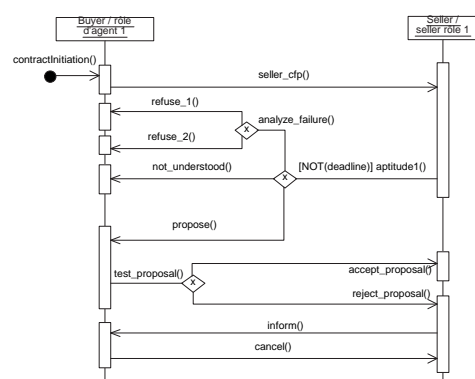 Buyer / rôle
d'agent 1
Seller /
seller rôle 1
contractInitiation()
seller_cfp()
refuse_1()
analyze_failure()
x
refuse_2()
not_understood()
x
[NOT(deadline)] aptitude1()
propose()
test_proposal()
x
accept_proposal()
reject_proposal()
inform()
cancel()